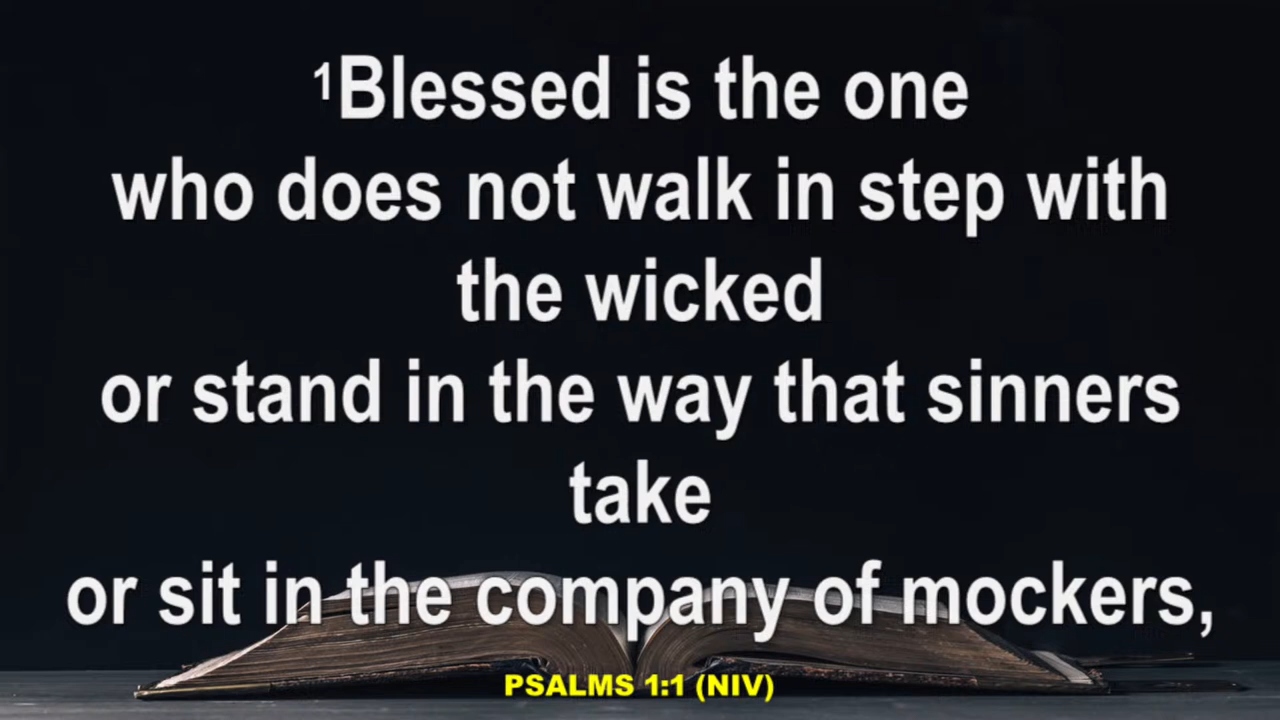 ¹Blessed is the one
who does not walk in step with
the wicked
or stand in the way that sinners
take
or sit in the company of mockers,
PSALMS 1:1 (NIV)